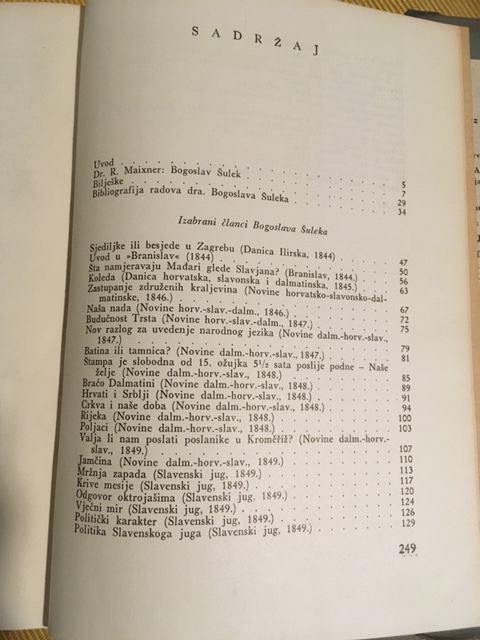 SADRŽAJ
Uvod . . . . . . . . . . . . . . 5
Dr. R. Maixner: Bogoslav Šulek . . . . . . . . . . 7
Bilješke . . . . . . . . . . . . . . 29
Bibliografija radova dra. Bogoslava Šuleka . . . . . . 34
Izabrani članci Bogoslava Šuleka
Sjediljke ili besjede u Zagrebu (Danica Ilirska, 1844) . . . 47
Uvod u »Branislav« (1844) . . . . . . . . . . 50
Šta namjeravaju Mađari glede Slavjana? (Branislav, 1844.) . . 56
Koleda (Danica horvatska, slavonska i dalmatinska, 1845.) . . 63
Zastupanje združenih kraljevina (Novine horvatsko-slavonsko-dal-
matinske, 1846.) . . . . . . . . . . 67
Naša nada (Novine horv.-slav.-dalm., 1846.) . . . . 72
Budućnost Trsta (Novine dalm.-horv.-slav., 1847.) . . . 75
Nov razlog za uvedenje narodnog jezika (Novine dalm.-horv.-slav.,
1847.) . . . . . . . . . . 79
Batina ili tamnica? (Novine dalm.-horv.-slav., 1847.) . . . 81
Štampa je slobodna od 15. ožujka 5½ sata poslije podne – Naše
želje (Novine dalm.-horv.-slav., 1848.) . . . . 85
Braćo Dalmatini (Novine dalm.-horv.-slav., 1848.) . . . 89
Hrvati i Srblji (Novine dalm.-horv.-slav., 1848.) . . . 91
Crkva i naše doba (Novine dalm.-horv.-slav., 1848.) . . . 94
Rijeka (Novine dalm.-horv.-slav., 1848.) . . . . 100
Poljaci (Novine dalm.-horv.-slav., 1848.) . . . . 103
Valja li nam poslati poslanike u Kroměříž? (Novine dalm.-horv.-
slav., 1849.) . . . . . . . . . . 107
Jamčina (Novine dalm.-horv.-slav., 1849.) . . . . 110
Mržnja zapada (Slavenski jug, 1849.) . . . . . 113
Krive mesije (Slavenski jug, 1849.) . . . . . 117
Odgovor oktrojašima (Slavenski jug, 1849.) . . . . 120
Vječni mir (Slavenski jug, 1849.) . . . . . 124
Politički karakter (Slavenski jug, 1849.) . . . . 126
Politika Slavenskoga juga (Slavenski jug, 1849.) . . . 129
249